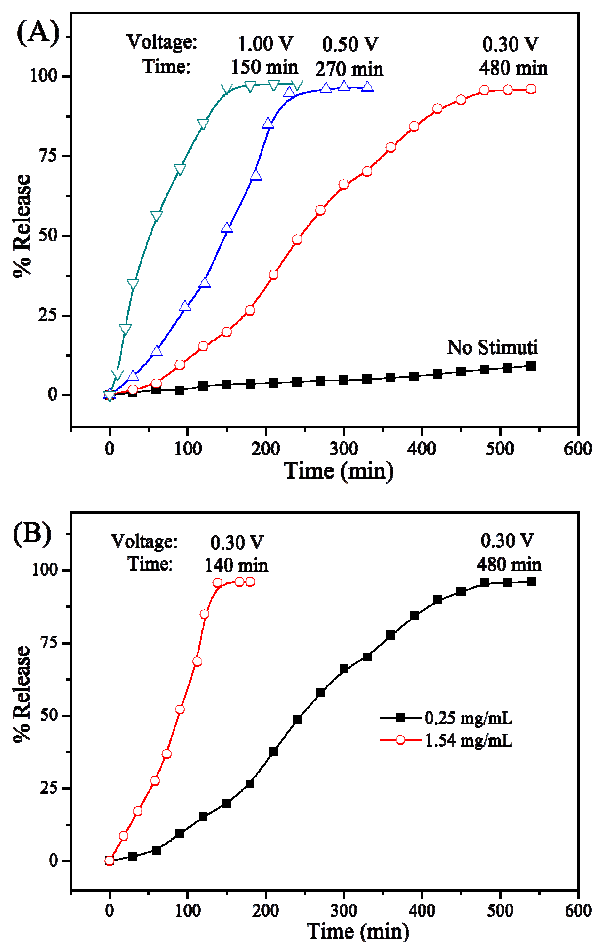 (A)
Voltage: 1.00 V 0.50 V 0.30 V
Time: 150 min 270 min 480 min
100
75
50
25
0
% Release
No Stimuti
0 100 200 300 400 500 600
Time (min)
(B)
Voltage: 0.30 V 0.30 V
Time: 140 min 480 min
100
75
50
25
0
% Release
0.25 mg/mL
1.54 mg/mL
0 100 200 300 400 500 600
Time (min)